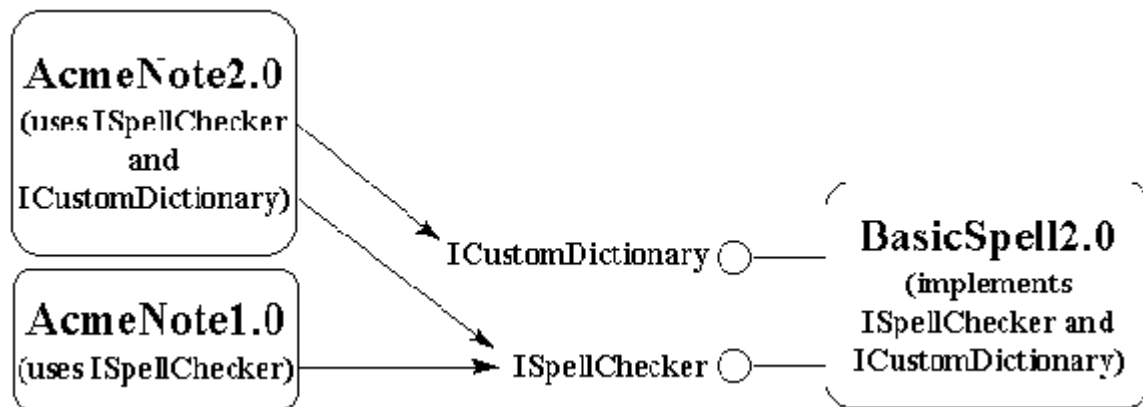 AcmeNote2.0
(uses ISpellChecker
and
ICustomDictionary)
AcmeNote1.0
(uses ISpellChecker)
ICustomDictionary
ISpellChecker
BasicSpell2.0
(implements
ISpellChecker and
ICustomDictionary)